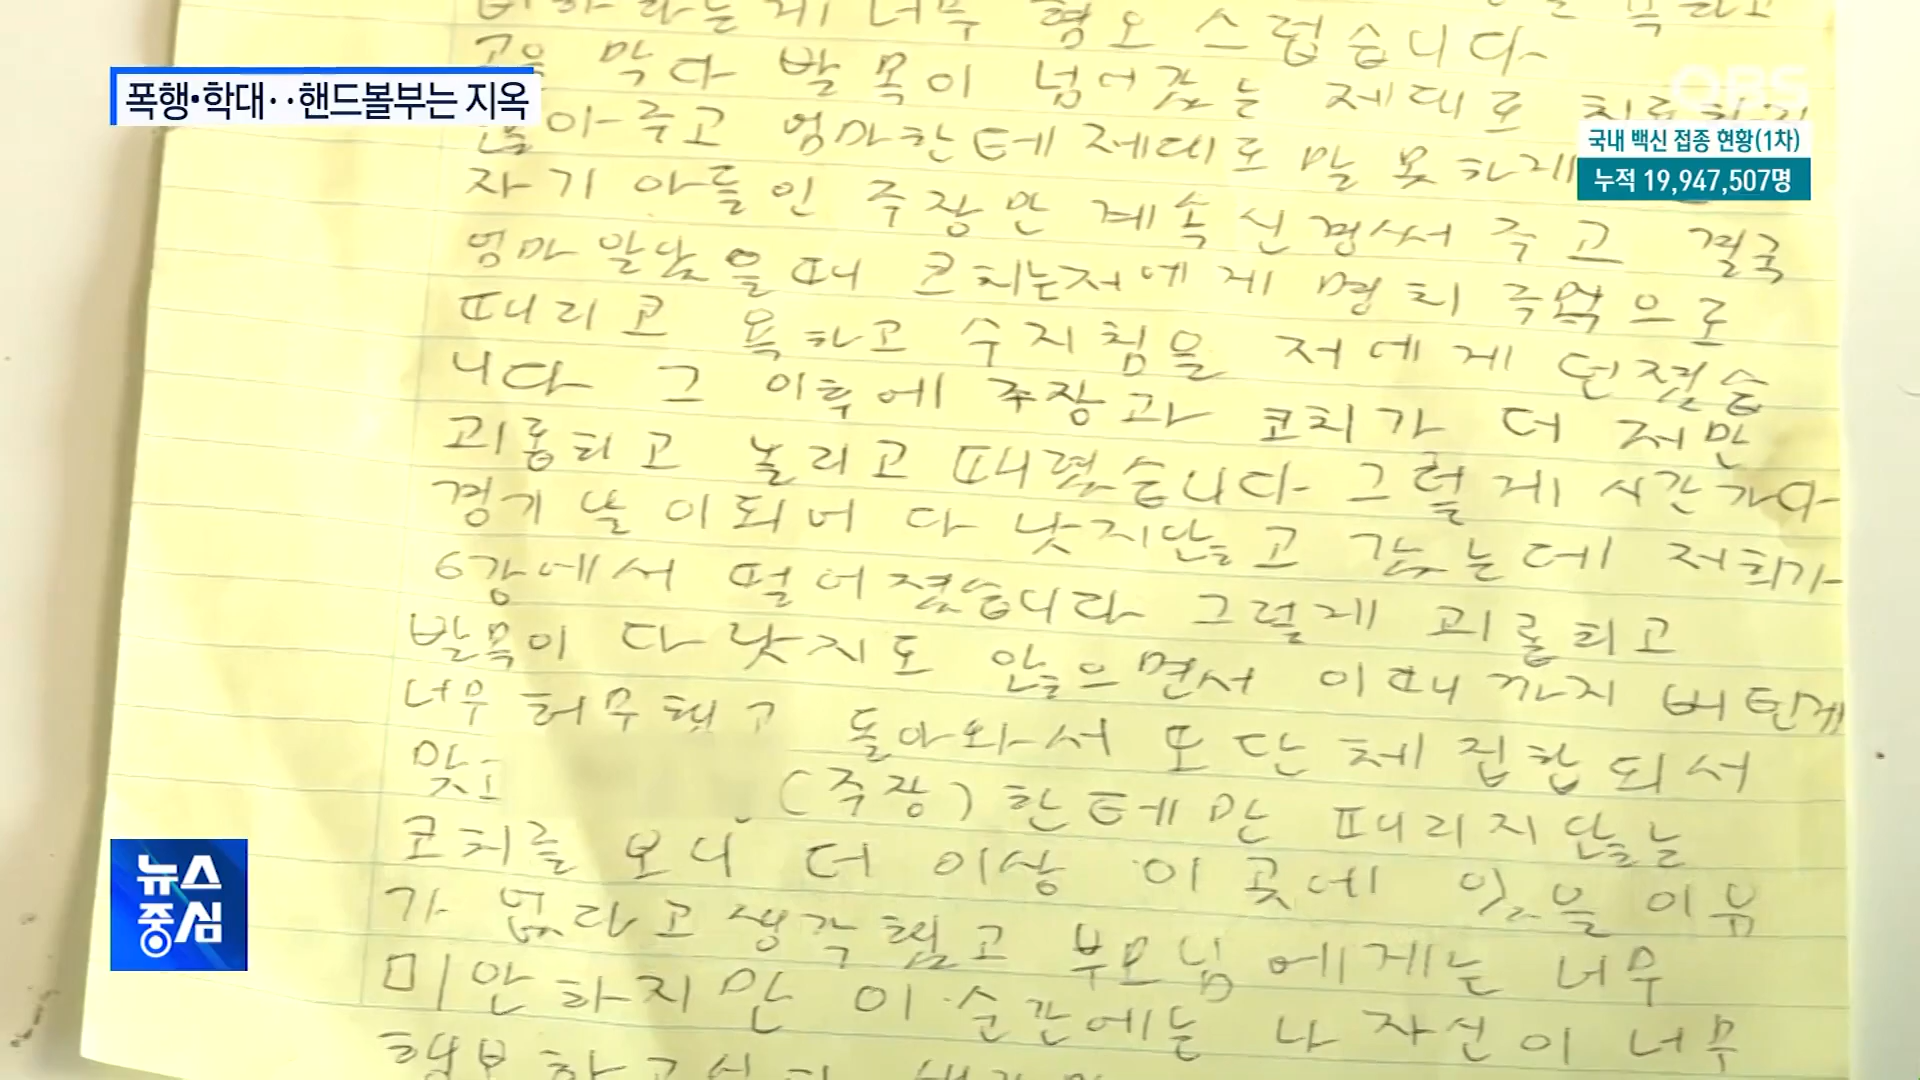 폭행·학대‥핸드볼부는 지옥
OBS
국내 백신 접종 현황(1차)
누적 19,947,507명
너무 혐오 스럽습니다
막다 발목이 넘어갔는 제대로
않아주고 엄마한테 제대로 말 못하게
자기 아들인 주장만 계속 신경써서 주고 결국
엄마 알았을때 코치는 저에게 명치 주먹으로
때리고 욕하고 수지침을 저에게 던졌습
니다 그 이후에 주장과 코치가 더 저만
괴롭히고 놀리고 때렸습니다 그렇게 시간가다
경기 날이되어 다 낫지않고 갔는데 저희가
6강에서 떨어졌습니다 그렇게 괴롭히고
발목이 다 낫지도 않으면서 이때까지 버틴게
너무 허무했고 돌아와서 또 단체 집합되서
맞고 (주장)한테만 때리지않는
코치를 보니 더 이상 이 곳에 있을 이유
가 없다라고 생각했고 부모님에게는 너무
미안하지만 이 순간에는 나 자신이 너무
뉴스
중심